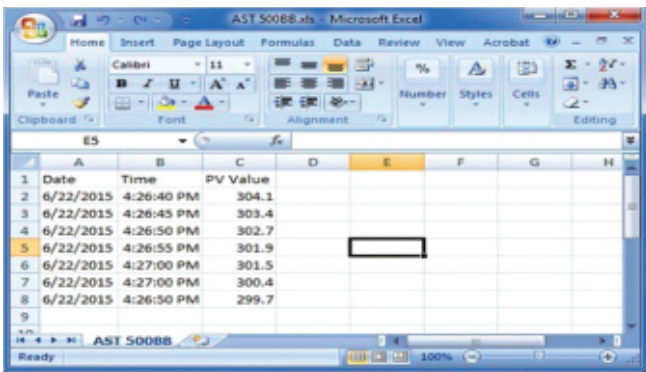 AST 500BB.xls - Microsoft Excel
Home Insert Page Layout Formulas Data Review View Acrobat
Paste
Calibri 11
B I U A A
% Number
A Styles
Cells
Σ
Clipboard Font Alignment Editing
E5 fx
A B C D E F G H
1 Date Time PV Value
2 6/22/2015 4:26:40 PM 304.1
3 6/22/2015 4:26:45 PM 303.4
4 6/22/2015 4:26:50 PM 302.7
5 6/22/2015 4:26:55 PM 301.9
6 6/22/2015 4:27:00 PM 301.5
7 6/22/2015 4:27:00 PM 300.4
8 6/22/2015 4:26:50 PM 299.7
9
10
AST 500BB
Ready 100%